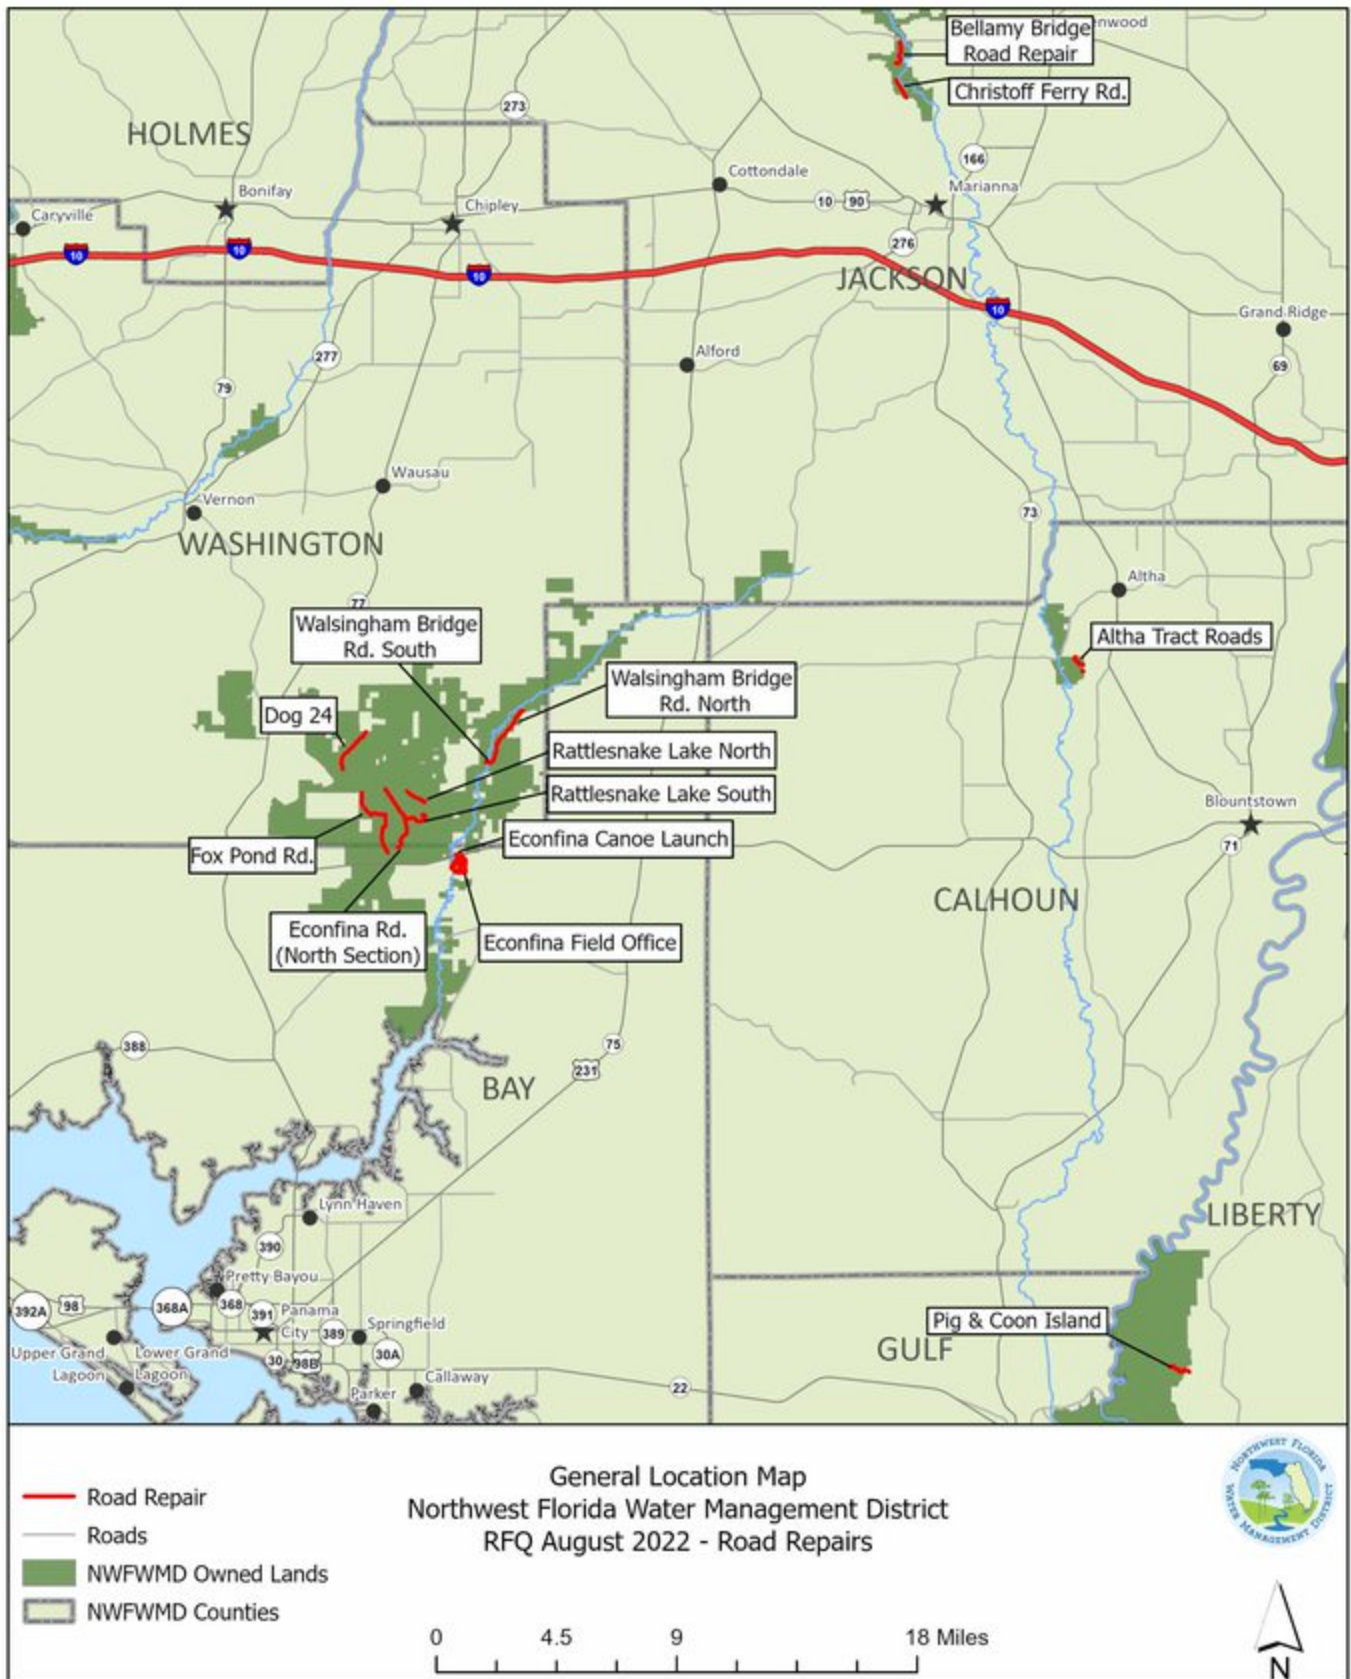 Bellamy Bridge
Road Repair
enwood
Christoff Ferry Rd.
273
HOLMES
166
Cottondale
Bonifay
Marianna
10 90
Chipley
Caryville
276
10
10
10
JACKSON
10
Grand Ridge
277
Alford
69
79
Wausau
Vernon
73
WASHINGTON
Altha
77
Walsingham Bridge
Rd. South
Altha Tract Roads
Walsingham Bridge
Rd. North
Dog 24
Rattlesnake Lake North
Rattlesnake Lake South
Blountstown
Econfina Canoe Launch
71
Fox Pond Rd.
CALHOUN
Econfina Rd.
(North Section)
Econfina Field Office
388
75
231
BAY
Lynn Haven
LIBERTY
390
Pretty Bayou
392A 98 368A 368 391 Panama
City
389
Springfield
Pig & Coon Island
GULF
Upper Grand
Lagoon
Lower Grand
Lagoon
30 98B
30A
Callaway
22
Parker
General Location Map
Northwest Florida Water Management District
RFQ August 2022 - Road Repairs
Road Repair
Roads
NWFWMD Owned Lands
NWFWMD Counties
NORTHWEST FLORIDA
WATER MANAGEMENT DISTRICT
0 4.5 9 18 Miles
N